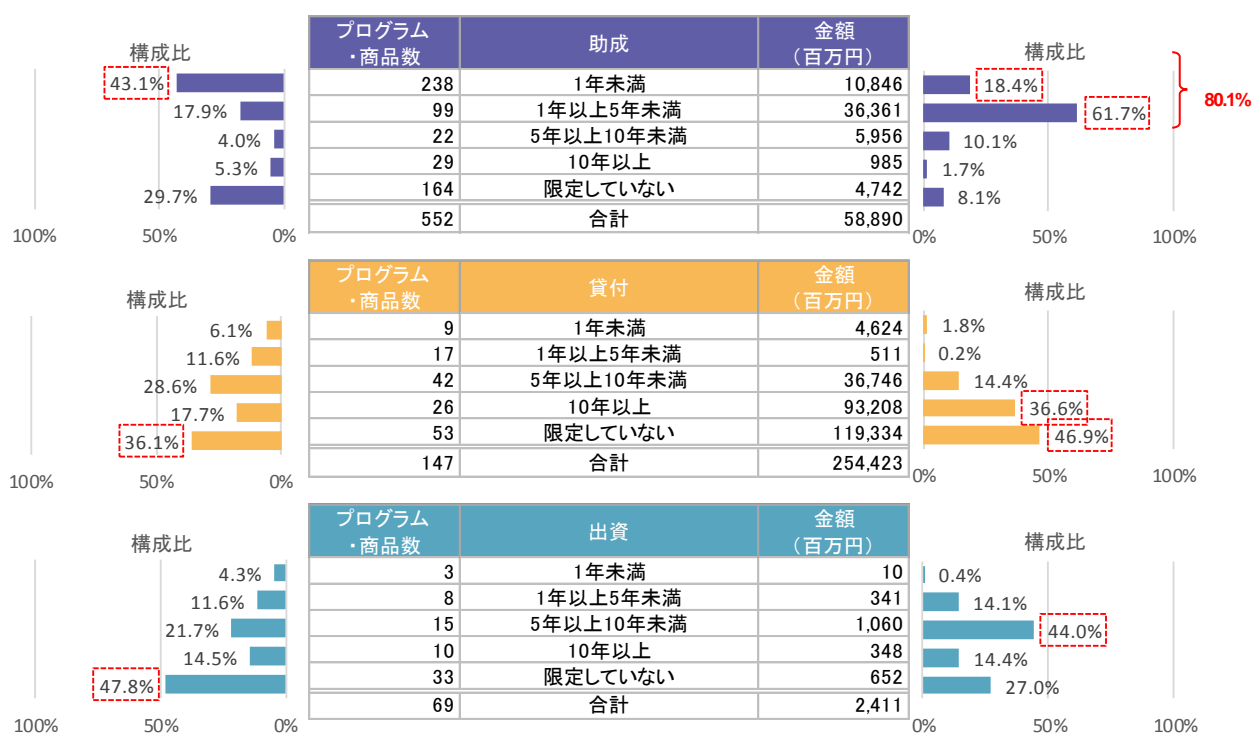 構成比
43.1%
17.9%
4.0%
5.3%
29.7%
100% 50% 0%
プログラム・商品数 助成 金額（百万円）
238 1年未満 10,846
99 1年以上5年未満 36,361
22 5年以上10年未満 5,956
29 10年以上 985
164 限定していない 4,742
552 合計 58,890
構成比
18.4%
61.7%
10.1%
1.7%
8.1%
80.1%
0% 50% 100%
構成比
6.1%
11.6%
28.6%
17.7%
36.1%
100% 50% 0%
プログラム・商品数 貸付 金額（百万円）
9 1年未満 4,624
17 1年以上5年未満 511
42 5年以上10年未満 36,746
26 10年以上 93,208
53 限定していない 119,334
147 合計 254,423
構成比
1.8%
0.2%
14.4%
36.6%
46.9%
0% 50% 100%
構成比
4.3%
11.6%
21.7%
14.5%
47.8%
100% 50% 0%
プログラム・商品数 出資 金額（百万円）
3 1年未満 10
8 1年以上5年未満 341
15 5年以上10年未満 1,060
10 10年以上 348
33 限定していない 652
69 合計 2,411
構成比
0.4%
14.1%
44.0%
14.4%
27.0%
0% 50% 100%